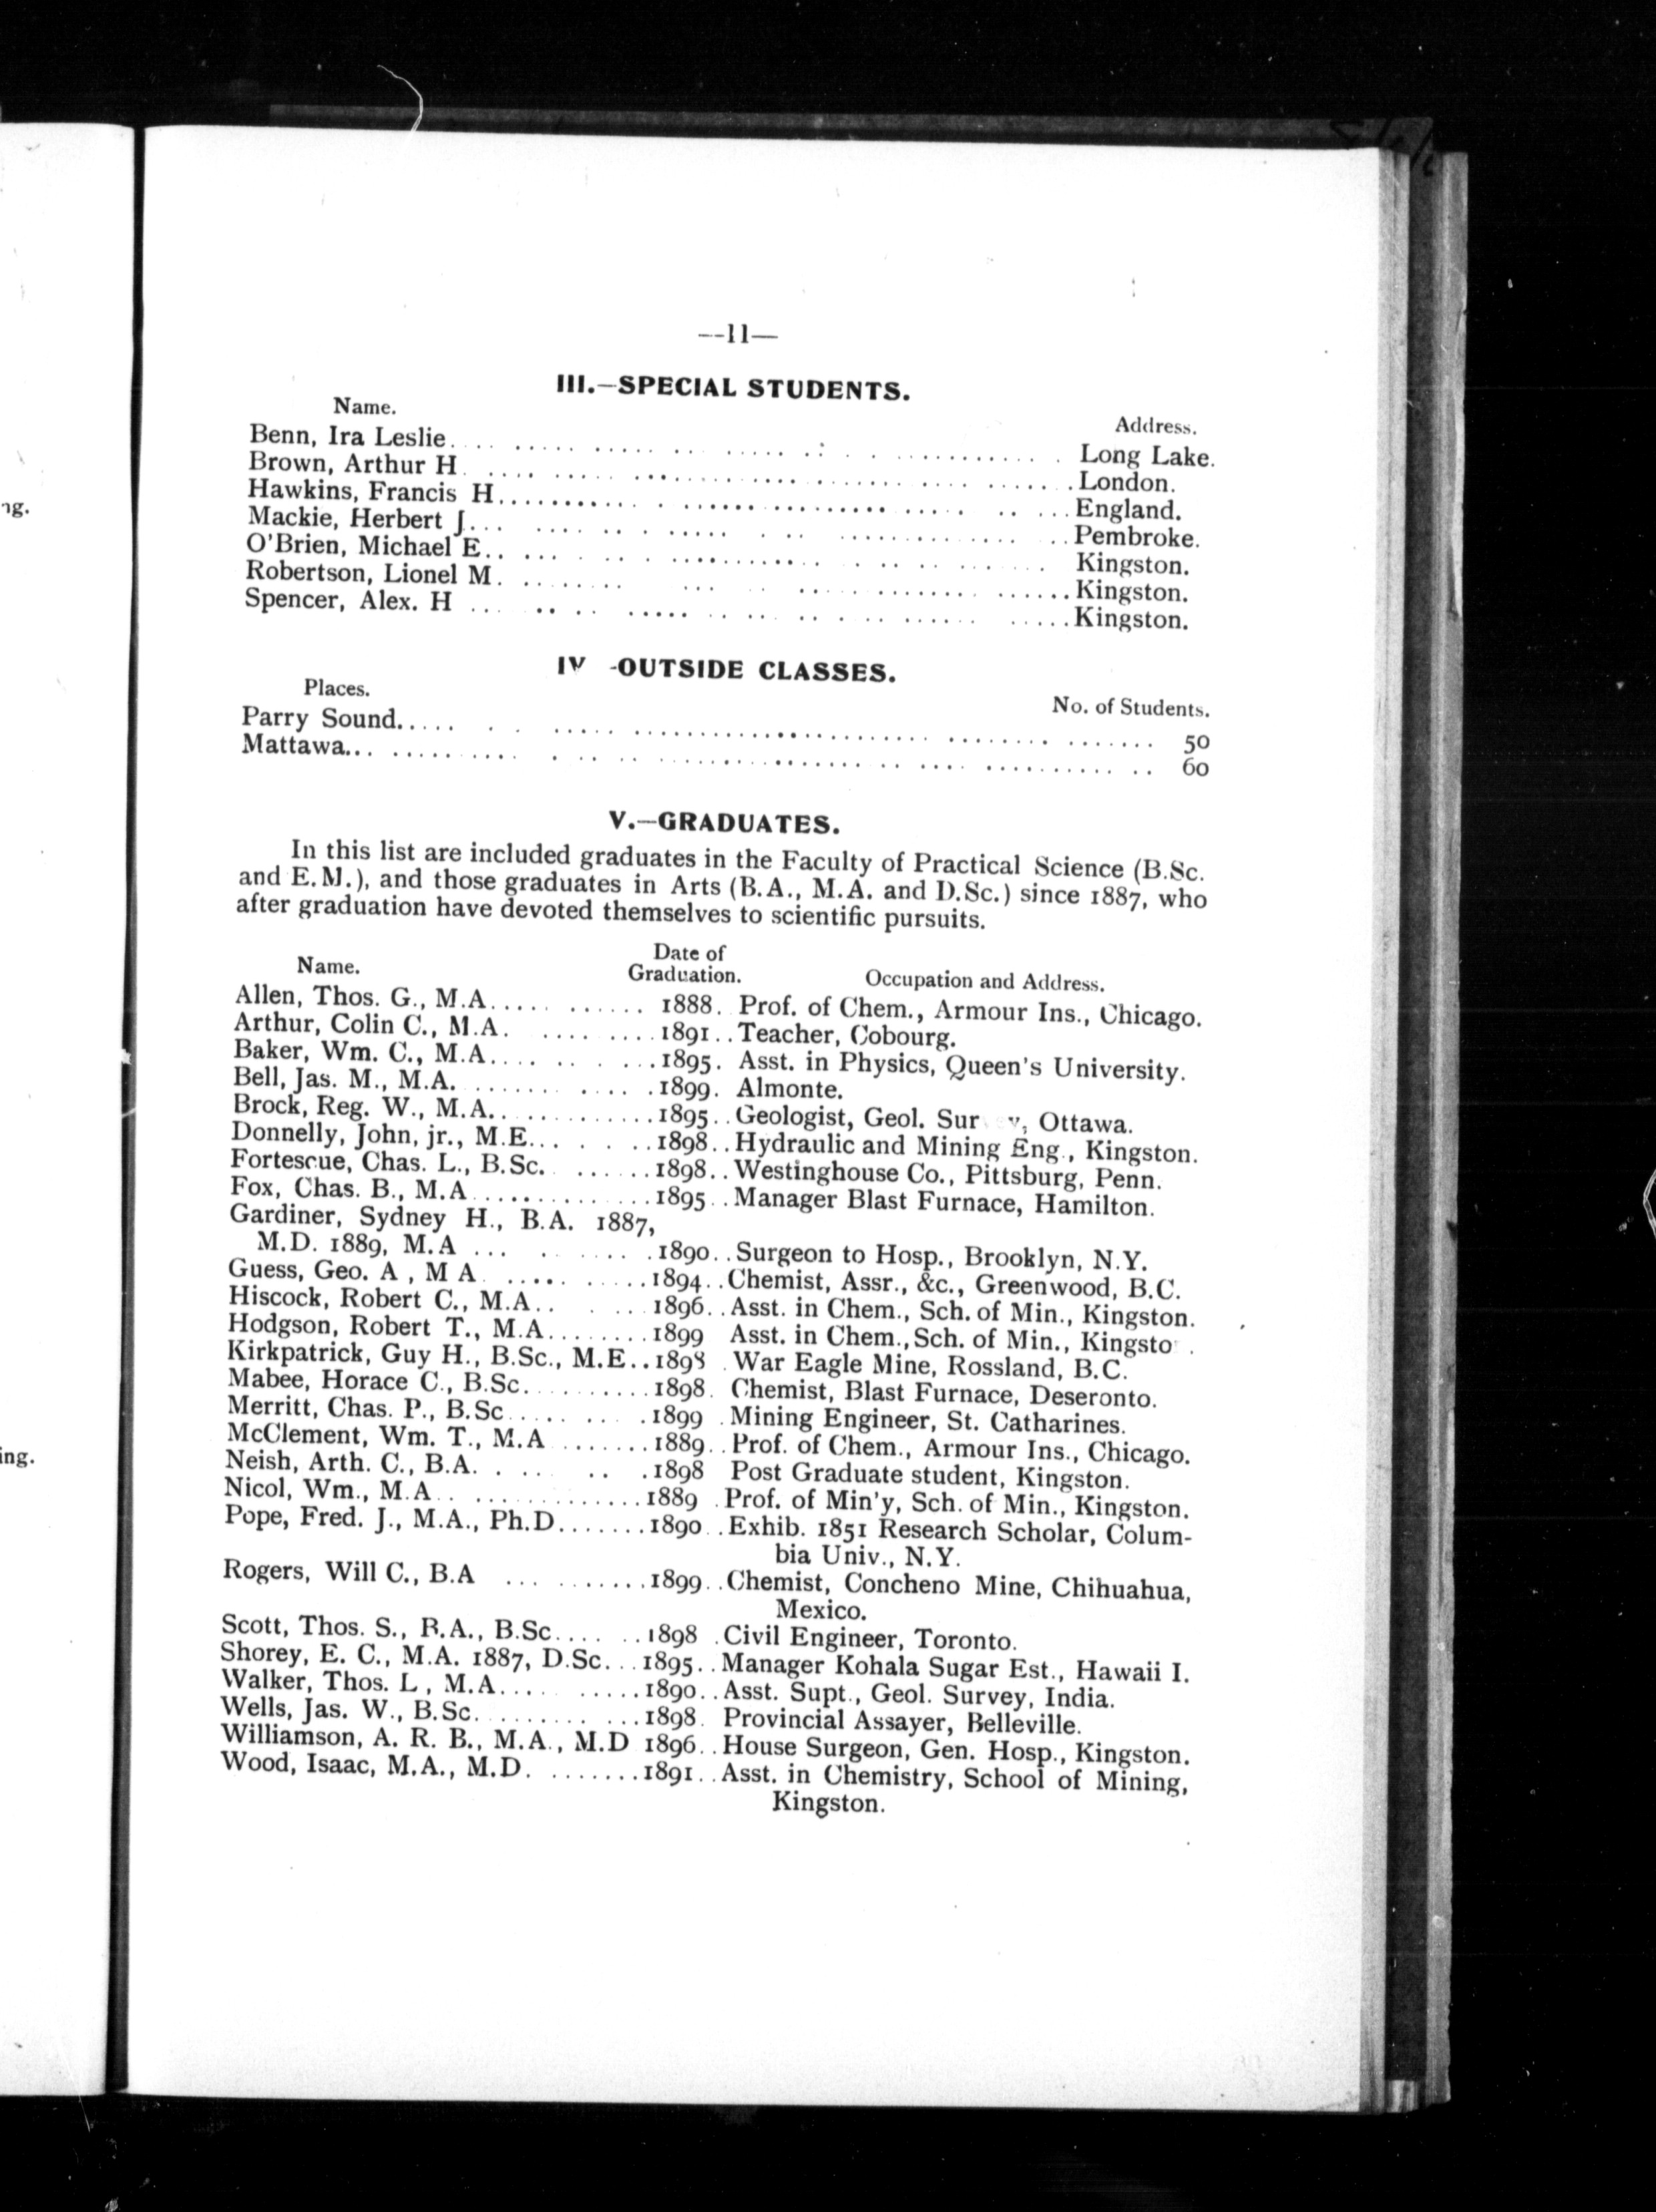 ng.
ing.
—11—
III.—SPECIAL STUDENTS.
Name. Address.
Benn, Ira Leslie. Long Lake.
Brown, Arthur H. London.
Hawkins, Francis H. England.
Mackie, Herbert J. Pembroke.
O'Brien, Michael E. Kingston.
Robertson, Lionel M. Kingston.
Spencer, Alex. H Kingston.
IV -OUTSIDE CLASSES.
Places. No. of Students.
Parry Sound. 50
Mattawa. 60
V.—GRADUATES.
In this list are included graduates in the Faculty of Practical Science (B.Sc.
and E.M.), and those graduates in Arts (B.A., M.A. and D.Sc.) since 1887, who
after graduation have devoted themselves to scientific pursuits.
Date of
Name. Graduation. Occupation and Address.
Allen, Thos. G., M.A. 1888. Prof. of Chem., Armour Ins., Chicago.
Arthur, Colin C., M.A. 1891. Teacher, Cobourg.
Baker, Wm. C., M.A. 1895. Asst. in Physics, Queen's University.
Bell, Jas. M., M.A. 1899. Almonte.
Brock, Reg. W., M.A. 1895. Geologist, Geol. Ottawa.
Donnelly, John, jr., M.E. 1898. Hydraulic and Mining Eng., Kingston.
Fortescue, Chas. L., B.Sc. 1898. Westinghouse Co., Pittsburg, Penn.
Fox, Chas. B., M.A. 1895. Manager Blast Furnace, Hamilton.
Gardiner, Sydney H., B.A. 1887,
M.D. 1889, M.A 1890. Surgeon to Hosp., Brooklyn, N.Y.
Guess, Geo. A , M A 1894. Chemist, Assr., &c., Greenwood, B.C.
Hiscock, Robert C., M.A. 1896. Asst. in Chem., Sch. of Min., Kingston.
Hodgson, Robert T., M.A. 1899 Asst. in Chem., Sch. of Min., Kingsto .
Kirkpatrick, Guy H., B.Sc., M.E. 1898 War Eagle Mine, Rossland, B.C.
Mabee, Horace C., B.Sc. 1898. Chemist, Blast Furnace, Deseronto.
Merritt, Chas. P., B.Sc. 1899 Mining Engineer, St. Catharines.
McClement, Wm. T., M.A 1889. Prof. of Chem., Armour Ins., Chicago.
Neish, Arth. C., B.A. 1898 Post Graduate student, Kingston.
Nicol, Wm., M.A. 1889 Prof. of Min'y, Sch. of Min., Kingston.
Pope, Fred. J., M.A., Ph.D. 1890. Exhib. 1851 Research Scholar, Colum-
bia Univ., N.Y.
Rogers, Will C., B.A 1899. Chemist, Concheno Mine, Chihuahua,
Mexico.
Scott, Thos. S., B.A., B.Sc. 1898 Civil Engineer, Toronto.
Shorey, E. C., M.A. 1887, D.Sc. 1895. Manager Kohala Sugar Est., Hawaii I.
Walker, Thos. L , M.A. 1890. Asst. Supt., Geol. Survey, India.
Wells, Jas. W., B.Sc. 1898. Provincial Assayer, Belleville.
Williamson, A. R. B., M.A., M.D 1896. House Surgeon, Gen. Hosp., Kingston.
Wood, Isaac, M.A., M.D. 1891. Asst. in Chemistry, School of Mining,
Kingston.